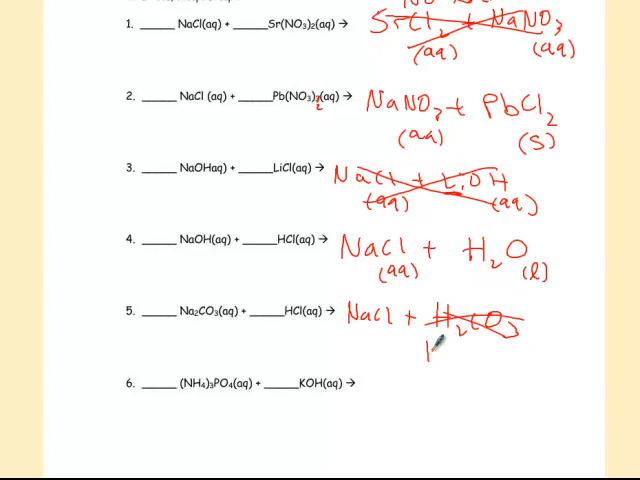 1. ______ NaCl(aq) + ______Sr(NO3)2(aq) → SrCl2 + NaNO3
(aq) (aq)
2. ______ NaCl (aq) + ______Pb(NO3)2(aq) → NaNO3 + PbCl2
(aq) (s)
3. ______ NaOHaq) + ______LiCl(aq) → NaCl + LiOH
(aq) (aq)
4. ______ NaOH(aq) + ______HCl(aq) → NaCl + H2O
(aq) (l)
5. ______ Na2CO3(aq) + ______HCl(aq) → NaCl + H2CO3
6. ______ (NH4)3PO4(aq) + ______KOH(aq) →